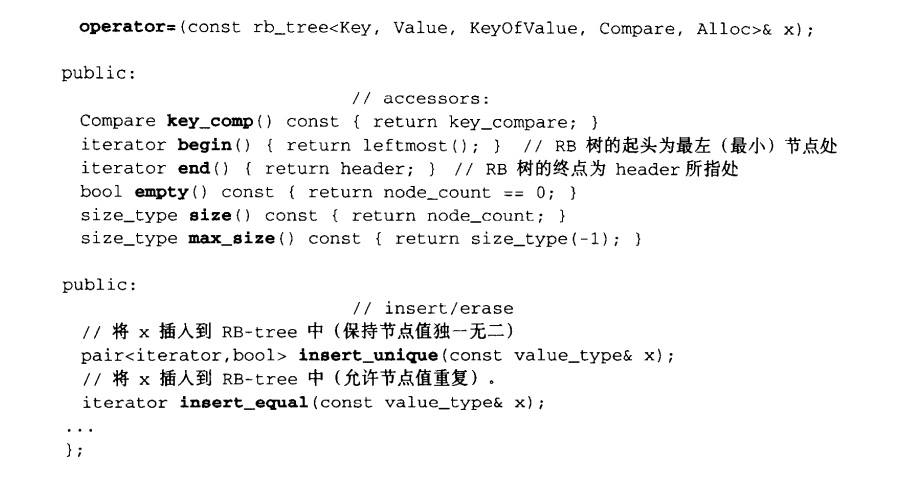 operator=(const rb_tree<Key, Value, KeyOfValue, Compare, Alloc>& x);
public:
// accessors:
Compare key_comp() const { return key_compare; }
iterator begin() { return leftmost(); } // RB 树的起头为最左（最小）节点处
iterator end() { return header; } // RB 树的终点为 header 所指处
bool empty() const { return node_count == 0; }
size_type size() const { return node_count; }
size_type max_size() const { return size_type(-1); }
public:
// insert/erase
// 将 x 插入到 RB-tree 中（保持节点值独一无二）
pair<iterator,bool> insert_unique(const value_type& x);
// 将 x 插入到 RB-tree 中（允许节点值重复）。
iterator insert_equal(const value_type& x);
...
};